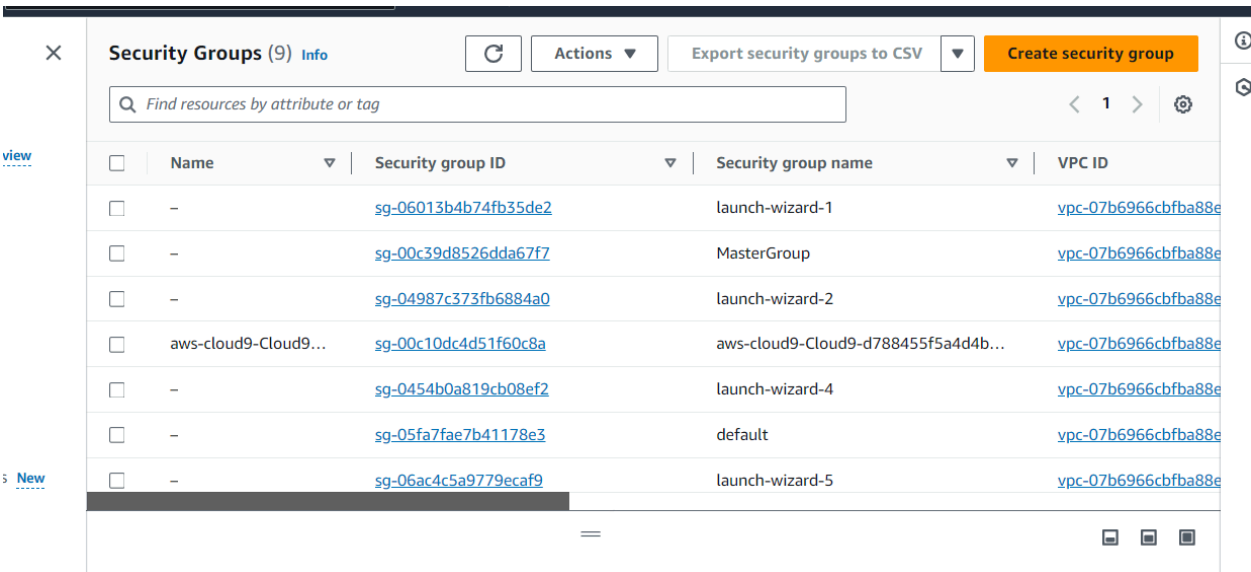 Security Groups (9) Info
Actions
Export security groups to CSV
Create security group
Find resources by attribute or tag
1
view
Name Security group ID Security group name VPC ID
– sg-06013b4b74fb35de2 launch-wizard-1 vpc-07b6966cbfba88e
– sg-00c39d8526dda67f7 MasterGroup vpc-07b6966cbfba88e
– sg-04987c373fb6884a0 launch-wizard-2 vpc-07b6966cbfba88e
aws-cloud9-Cloud9... sg-00c10dc4d51f60c8a aws-cloud9-Cloud9-d788455f5a4d4b... vpc-07b6966cbfba88e
– sg-0454b0a819cb08ef2 launch-wizard-4 vpc-07b6966cbfba88e
– sg-05fa7fae7b41178e3 default vpc-07b6966cbfba88e
s New
– sg-06ac4c5a9779ecaf9 launch-wizard-5 vpc-07b6966cbfba88e